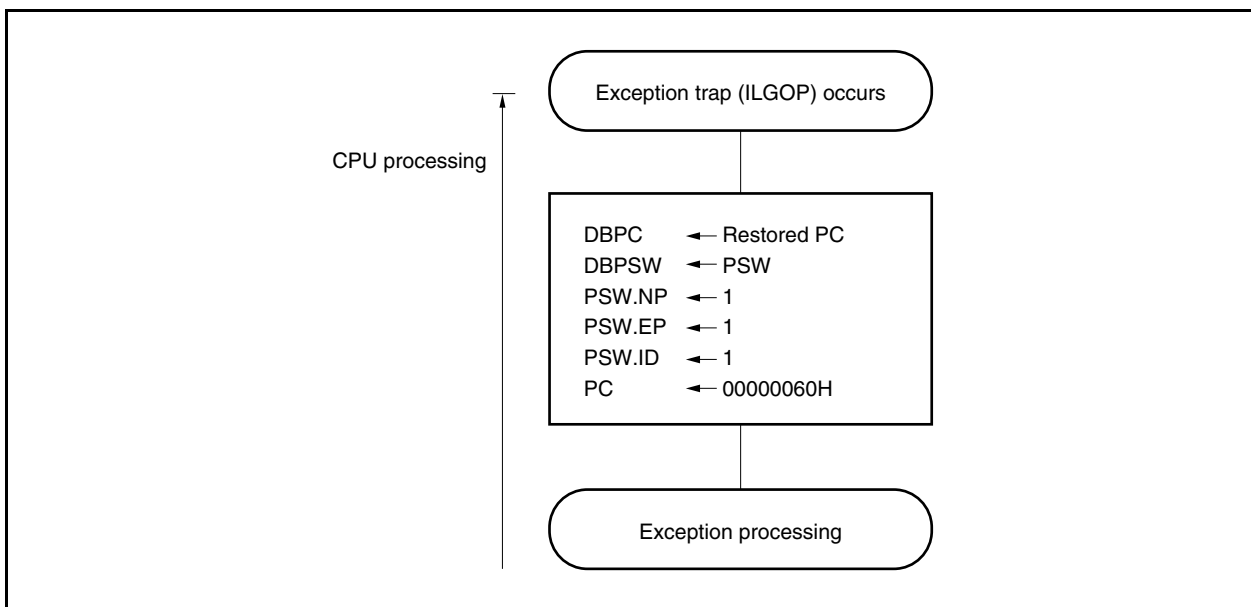 Exception trap (ILGOP) occurs
CPU processing
DBPC ← Restored PC
DBPSW ← PSW
PSW.NP ← 1
PSW.EP ← 1
PSW.ID ← 1
PC ← 00000060H
Exception processing